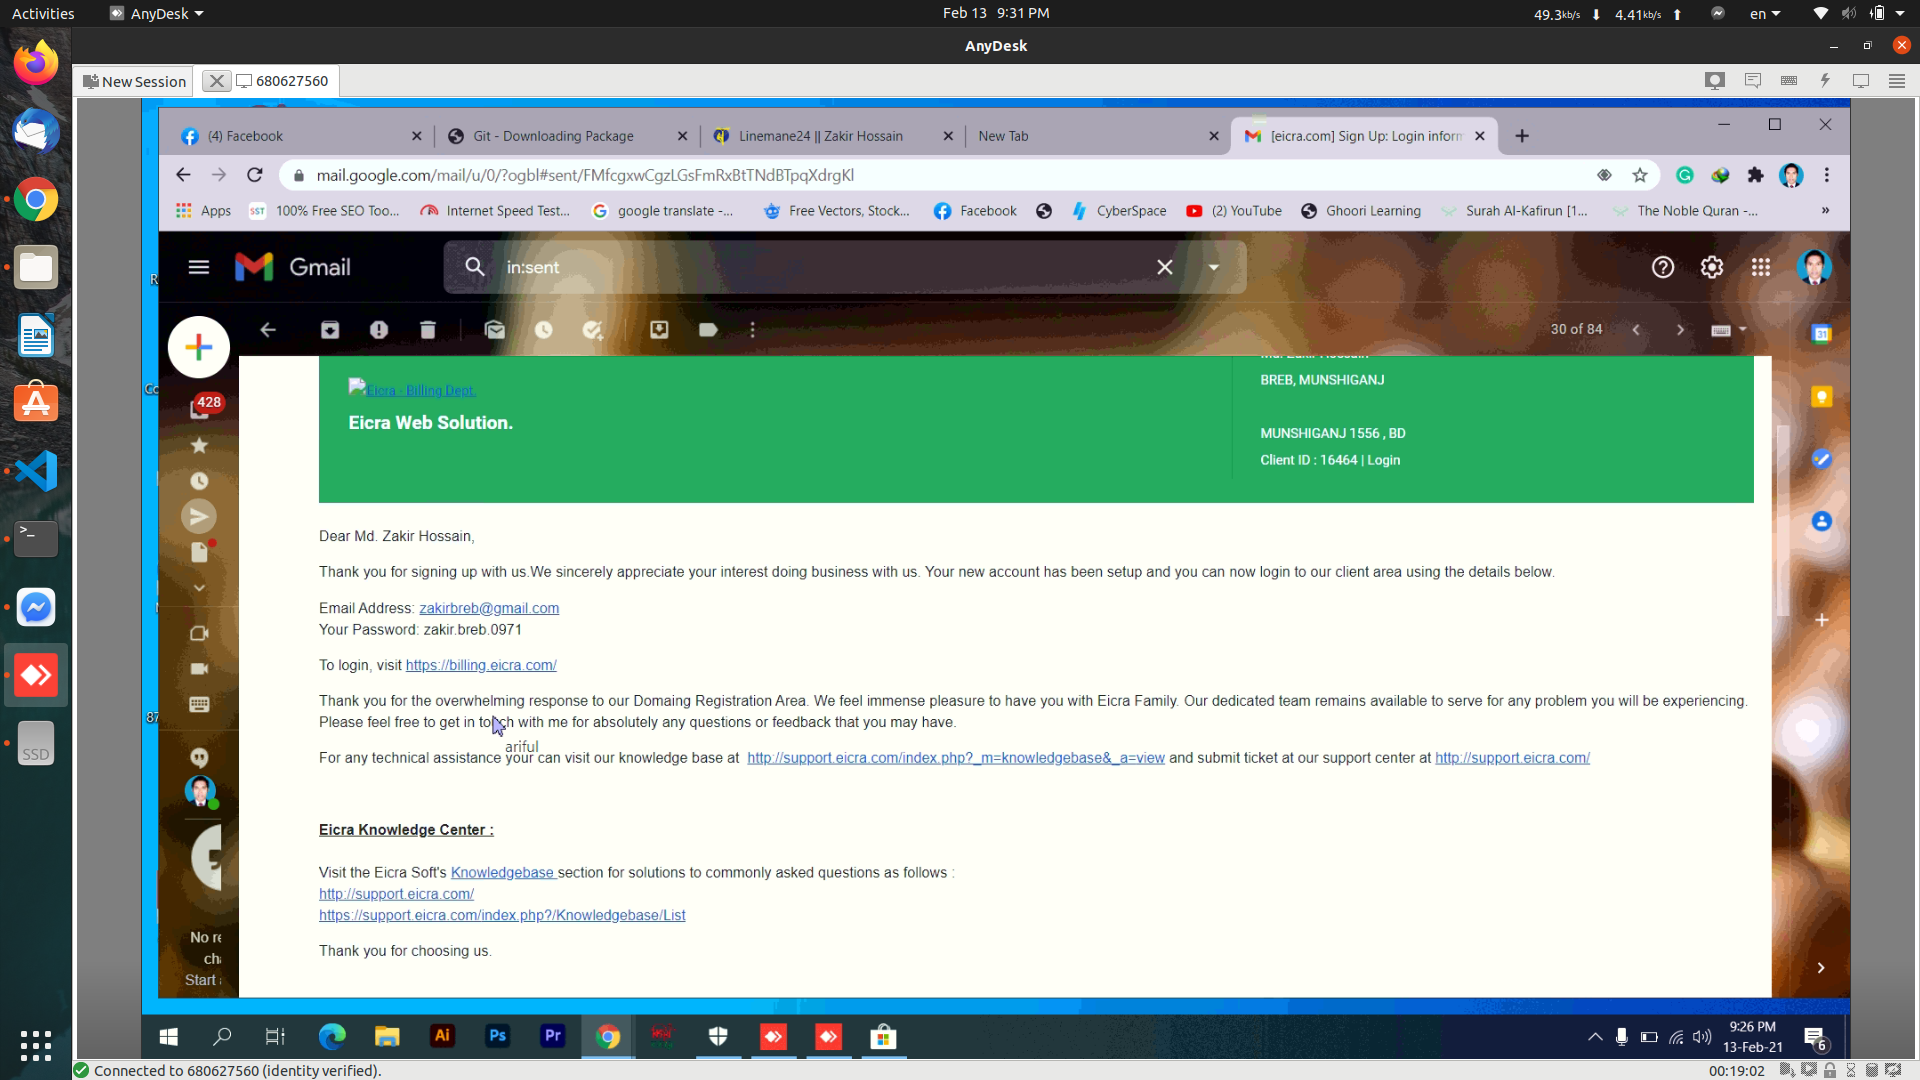 Activities AnyDesk Feb 13 9:31 PM 49.3kb/s 4.41kb/s en
AnyDesk
New Session 680627560
(4) Facebook Git - Downloading Package Linemane24 || Zakir Hossain New Tab [eicra.com] Sign Up: Login inform
mail.google.com/mail/u/0/?ogbl#sent/FMfcgxwCgzLGsFmRxBtTNdBTpqXdrgKl
Apps SST 100% Free SEO Too... Internet Speed Test... google translate -... Free Vectors, Stock... Facebook CyberSpace (2) YouTube Ghoori Learning Surah Al-Kafirun [1... The Noble Quran -... »
Gmail in:sent
30 of 84
31
BREB, MUNSHIGANJ
Eicra - Billing Dept.
Eicra Web Solution.
MUNSHIGANJ 1556 , BD
Client ID : 16464 | Login
428
Dear Md. Zakir Hossain,
Thank you for signing up with us.We sincerely appreciate your interest doing business with us. Your new account has been setup and you can now login to our client area using the details below.
Email Address: zakirbreb@gmail.com
Your Password: zakir.breb.0971
To login, visit https://billing.eicra.com/
Thank you for the overwhelming response to our Domaing Registration Area. We feel immense pleasure to have you with Eicra Family. Our dedicated team remains available to serve for any problem you will be experiencing.
Please feel free to get in touch with me for absolutely any questions or feedback that you may have.
ariful
For any technical assistance your can visit our knowledge base at http://support.eicra.com/index.php?_m=knowledgebase&_a=view and submit ticket at our support center at http://support.eicra.com/
Eicra Knowledge Center :
Visit the Eicra Soft's Knowledgebase section for solutions to commonly asked questions as follows :
http://support.eicra.com/
https://support.eicra.com/index.php?/Knowledgebase/List
Thank you for choosing us.
No re
Start
SSD
Ai Ps Pr
9:26 PM
13-Feb-21
6
Connected to 680627560 (identity verified). 00:19:02